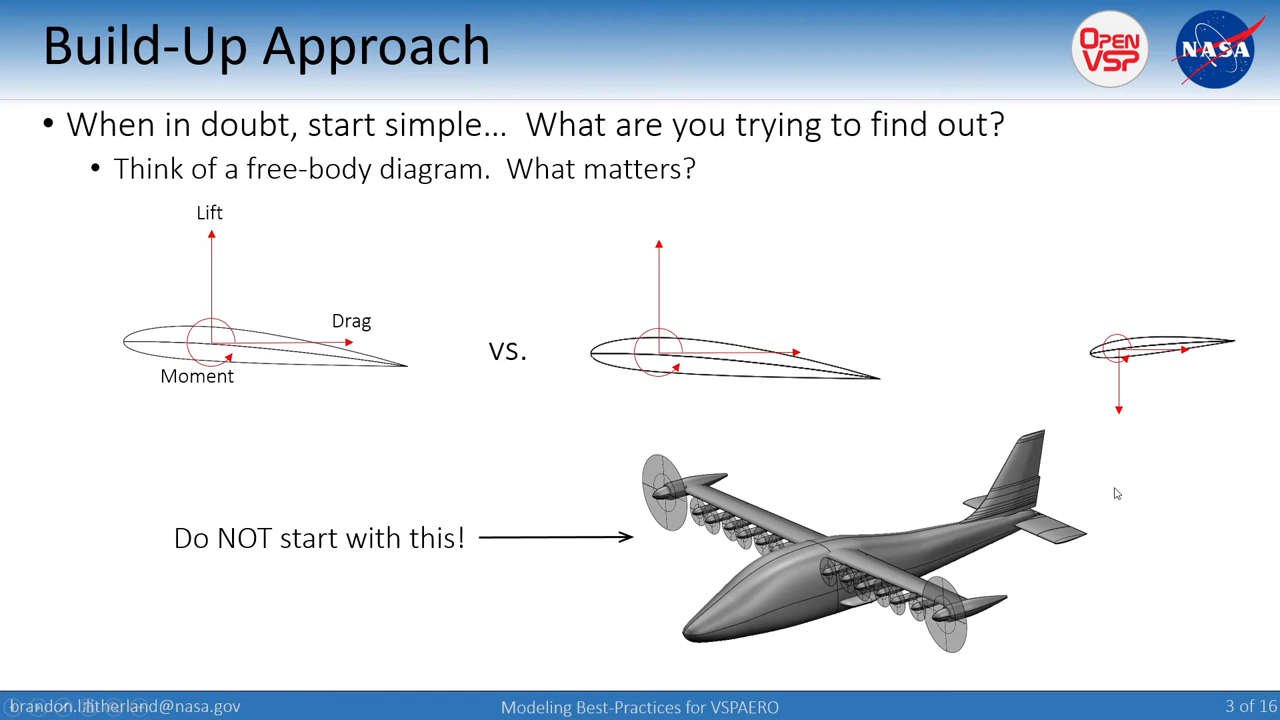 Build-Up Approach
OPEN
VSP
NASA
• When in doubt, start simple… What are you trying to find out?
• Think of a free-body diagram. What matters?
Lift
Drag
Moment
vs.
Do NOT start with this!
brandon.l.litherland@nasa.gov
Modeling Best-Practices for VSPAERO
3 of 16